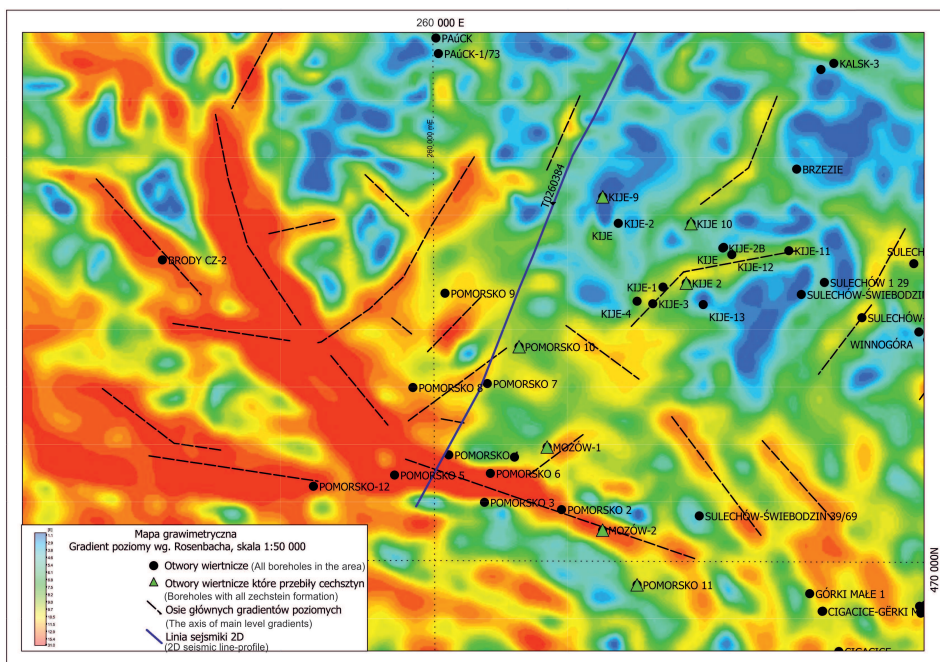 260 000 E
PAúCK
PAúCK-1/73
KALSK-3
260 000 mE
T0260384
BRZEZIE
KIJE-9
KIJE-2
KIJE
KIJE 10
KIJE-2B
KIJE
KIJE-11
KIJE-12
SULECH
BRODY CZ-2
KIJE-1
KIJE 2
SULECHÓW 1 29
POMORSKO 9
SULECHÓW-ŚWIEBODZIN
KIJE-4
KIJE-3
KIJE-13
SULECHÓW-
WINNOGÓRA
POMORSKO 10
POMORSKO 8
POMORSKO 7
MOZÓW-1
POMORSKO
POMORSKO 5
POMORSKO 6
POMORSKO-12
POMORSKO 3
POMORSKO 2
SULECHÓW-ŚWIEBODZIN 39/69
MOZÓW-2
470 000N
POMORSKO 11
GÓRKI MAŁE 1
CIGACICE-GËRKI M
CIGACICE
Mapa grawimetryczna
Gradient poziomy wg. Rosenbacha, skala 1:50 000
Otwory wiertnicze (All boreholes in the area)
Otwory wiertnicze które przebiły cechsztyn
(Boreholes with all zechstein formation)
Osie głównych gradientów poziomych
(The axis of main level gradients)
Linia sejsmiki 2D
(2D seismic line-profile)